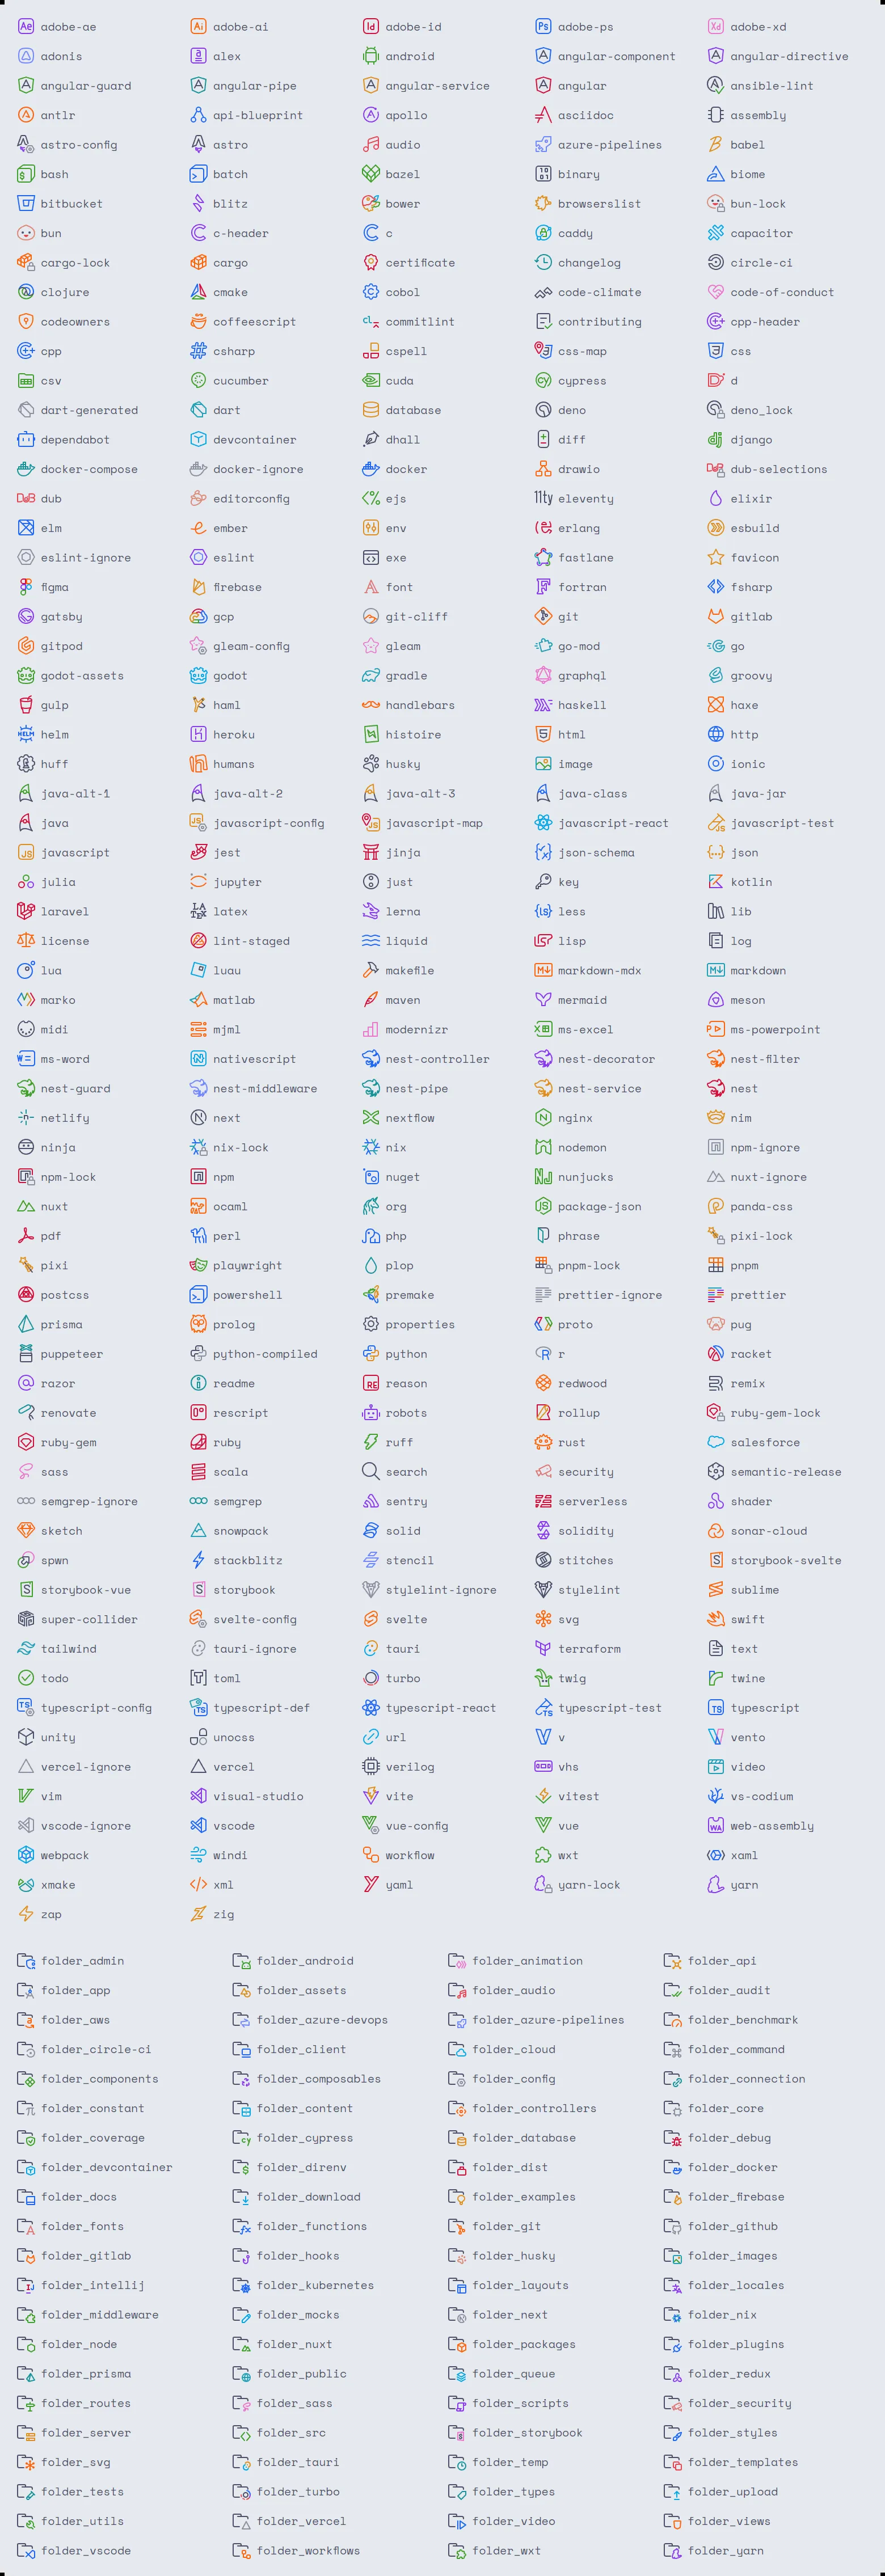 adobe-ae adobe-ai adobe-id adobe-ps adobe-xd
adonis alex android angular-component angular-directive
angular-guard angular-pipe angular-service angular ansible-lint
antlr api-blueprint apollo asciidoc assembly
astro-config astro audio azure-pipelines babel
bash batch bazel binary biome
bitbucket blitz bower browserslist bun-lock
bun c-header c caddy capacitor
cargo-lock cargo certificate changelog circle-ci
clojure cmake cobol code-climate code-of-conduct
codeowners coffeescript commitlint contributing cpp-header
cpp csharp cspell css-map css
csv cucumber cuda cypress d
dart-generated dart database deno deno_lock
dependabot devcontainer dhall diff django
docker-compose docker-ignore docker drawio dub-selections
dub editorconfig ejs eleventy elixir
elm ember env erlang esbuild
eslint-ignore eslint exe fastlane favicon
figma firebase font fortran fsharp
gatsby gcp git-cliff git gitlab
gitpod gleam-config gleam go-mod go
godot-assets godot gradle graphql groovy
gulp haml handlebars haskell haxe
helm heroku histoire html http
huff humans husky image ionic
java-alt-1 java-alt-2 java-alt-3 java-class java-jar
java javascript-config javascript-map javascript-react javascript-test
javascript jest jinja json-schema json
julia jupyter just key kotlin
laravel latex lerna less lib
license lint-staged liquid lisp log
lua luau makefile markdown-mdx markdown
marko matlab maven mermaid meson
midi mjml modernizr ms-excel ms-powerpoint
ms-word nativescript nest-controller nest-decorator nest-filter
nest-guard nest-middleware nest-pipe nest-service nest
netlify next nextflow nginx nim
ninja nix-lock nix nodemon npm-ignore
npm-lock npm nuget nunjucks nuxt-ignore
nuxt ocaml org package-json panda-css
pdf perl php phrase pixi-lock
pixi playwright plop pnpm-lock pnpm
postcss powershell premake prettier-ignore prettier
prisma prolog properties proto pug
puppeteer python-compiled python r racket
razor readme reason redwood remix
renovate rescript robots rollup ruby-gem-lock
ruby-gem ruby ruff rust salesforce
sass scala search security semantic-release
semgrep-ignore semgrep sentry serverless shader
sketch snowpack solid solidity sonar-cloud
spwn stackblitz stencil stitches storybook-svelte
storybook-vue storybook stylelint-ignore stylelint sublime
super-collider svelte-config svelte svg swift
tailwind tauri-ignore tauri terraform text
todo toml turbo twig twine
typescript-config typescript-def typescript-react typescript-test typescript
unity unocss url v vento
vercel-ignore vercel verilog vhs video
vim visual-studio vite vitest vs-codium
vscode-ignore vscode vue-config vue web-assembly
webpack windi workflow wxt xaml
xmake xml yaml yarn-lock yarn
zap zig
folder_admin folder_android folder_animation folder_api
folder_app folder_assets folder_audio folder_audit
folder_aws folder_azure-devops folder_azure-pipelines folder_benchmark
folder_circle-ci folder_client folder_cloud folder_command
folder_components folder_composables folder_config folder_connection
folder_constant folder_content folder_controllers folder_core
folder_coverage folder_cypress folder_database folder_debug
folder_devcontainer folder_direnv folder_dist folder_docker
folder_docs folder_download folder_examples folder_firebase
folder_fonts folder_functions folder_git folder_github
folder_gitlab folder_hooks folder_husky folder_images
folder_intellij folder_kubernetes folder_layouts folder_locales
folder_middleware folder_mocks folder_next folder_nix
folder_node folder_nuxt folder_packages folder_plugins
folder_prisma folder_public folder_queue folder_redux
folder_routes folder_sass folder_scripts folder_security
folder_server folder_src folder_storybook folder_styles
folder_svg folder_tauri folder_temp folder_templates
folder_tests folder_turbo folder_types folder_upload
folder_utils folder_vercel folder_video folder_views
folder_vscode folder_workflows folder_wxt folder_yarn